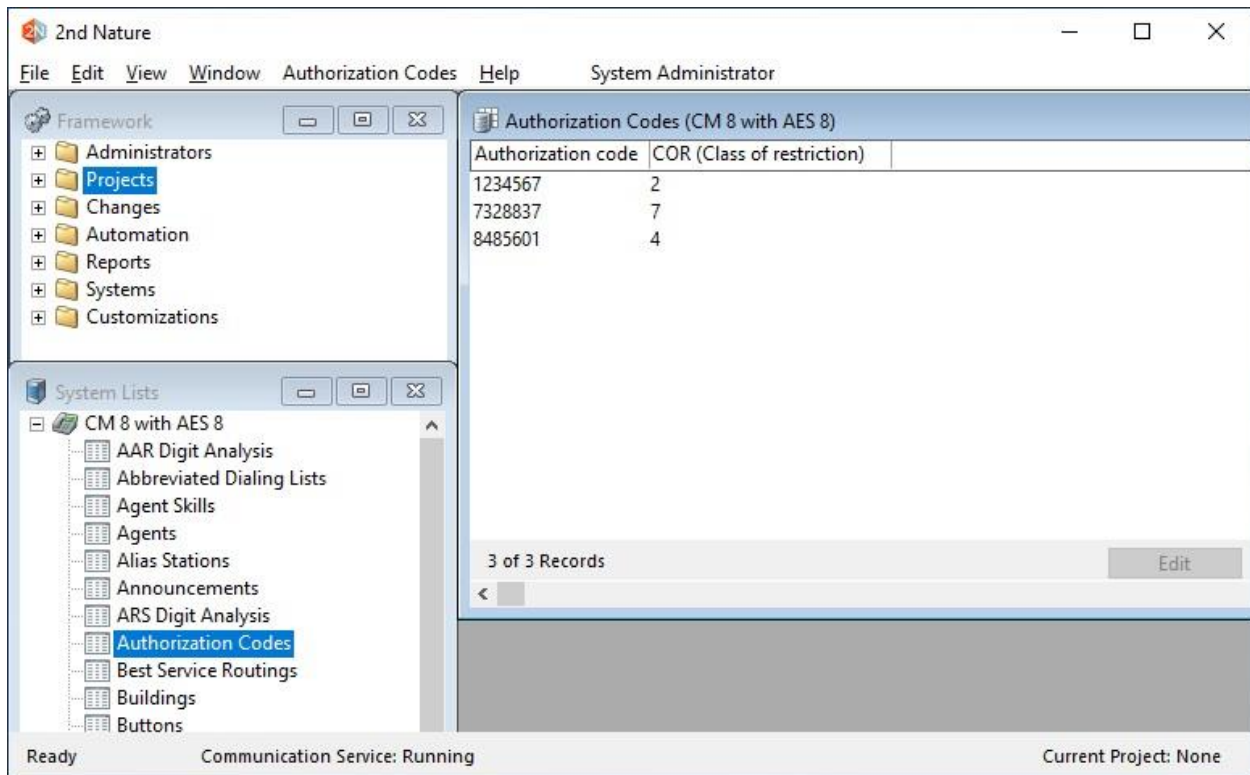 2N 2nd Nature
File Edit View Window Authorization Codes Help System Administrator
Framework
Administrators
Projects
Changes
Automation
Reports
Systems
Customizations
System Lists
CM 8 with AES 8
AAR Digit Analysis
Abbreviated Dialing Lists
Agent Skills
Agents
Alias Stations
Announcements
ARS Digit Analysis
Authorization Codes
Best Service Routings
Buildings
Buttons
Authorization Codes (CM 8 with AES 8)
Authorization code COR (Class of restriction)
1234567 2
7328837 7
8485601 4
3 of 3 Records Edit
Ready Communication Service: Running Current Project: None